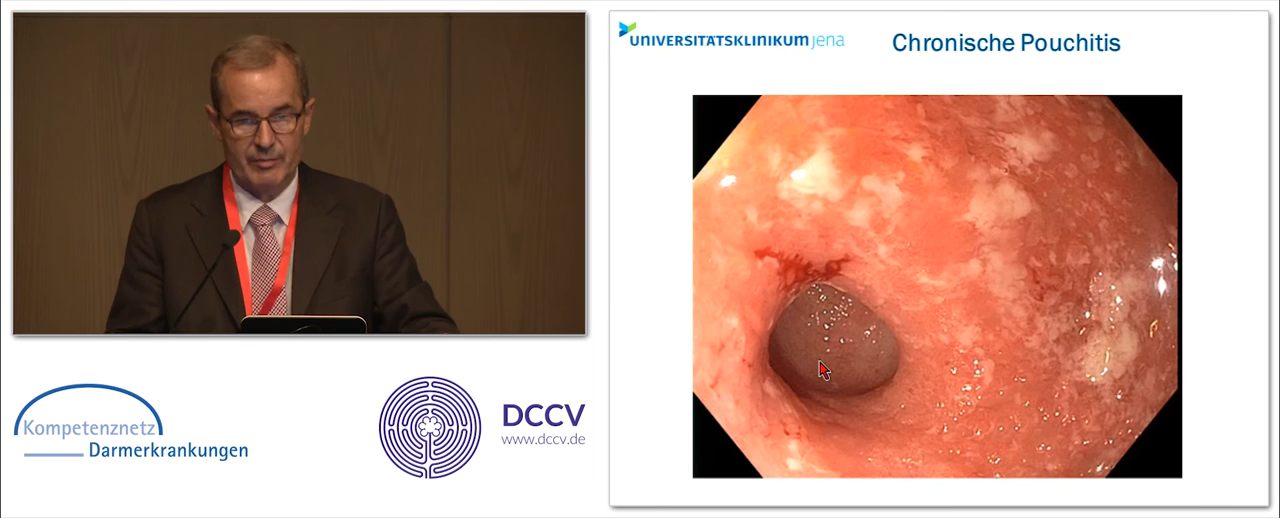 UNIVERSITÄTSKLINIKUM jena
Chronische Pouchitis
Kompetenznetz
Darmerkrankungen
DCCV
www.dccv.de